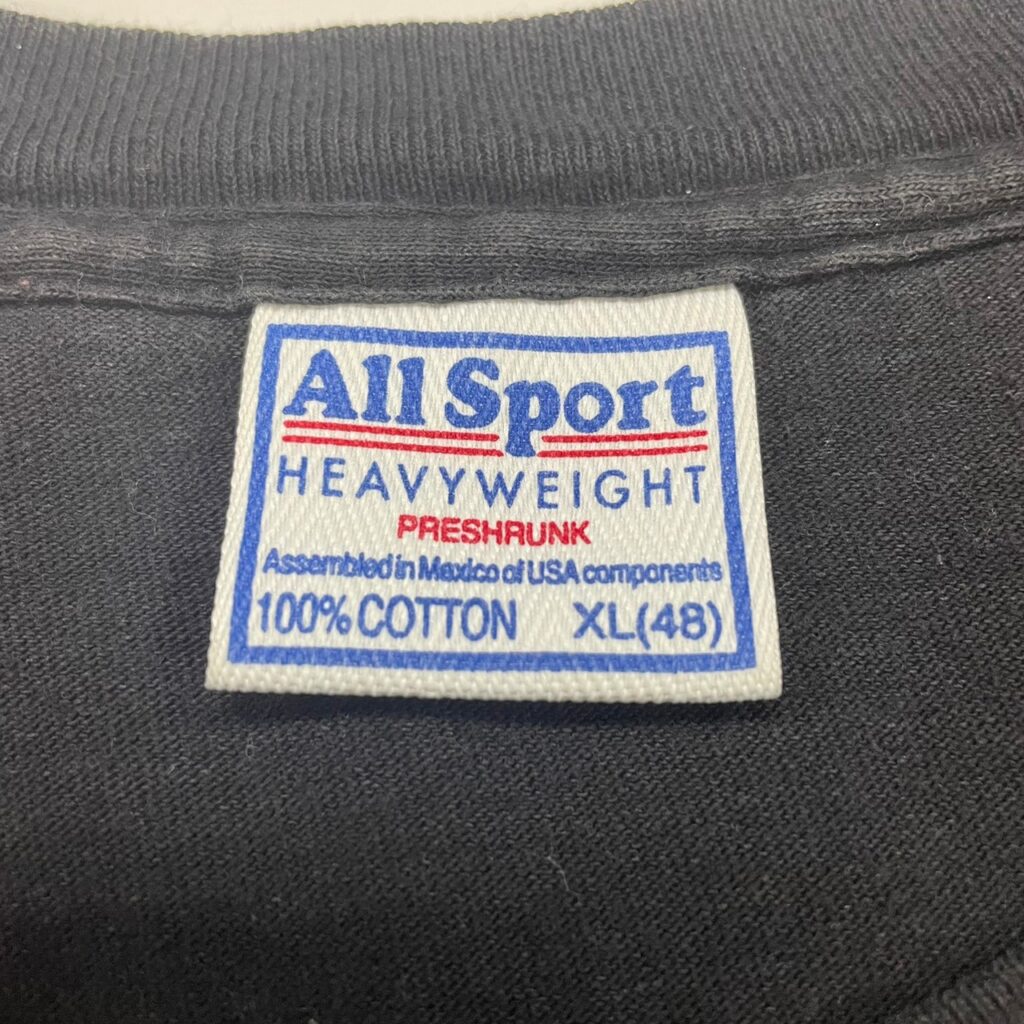 All Sport
HEAVYWEIGHT
PRESHRUNK
Assembled in Mexico of USA components
100% COTTON XL(48)